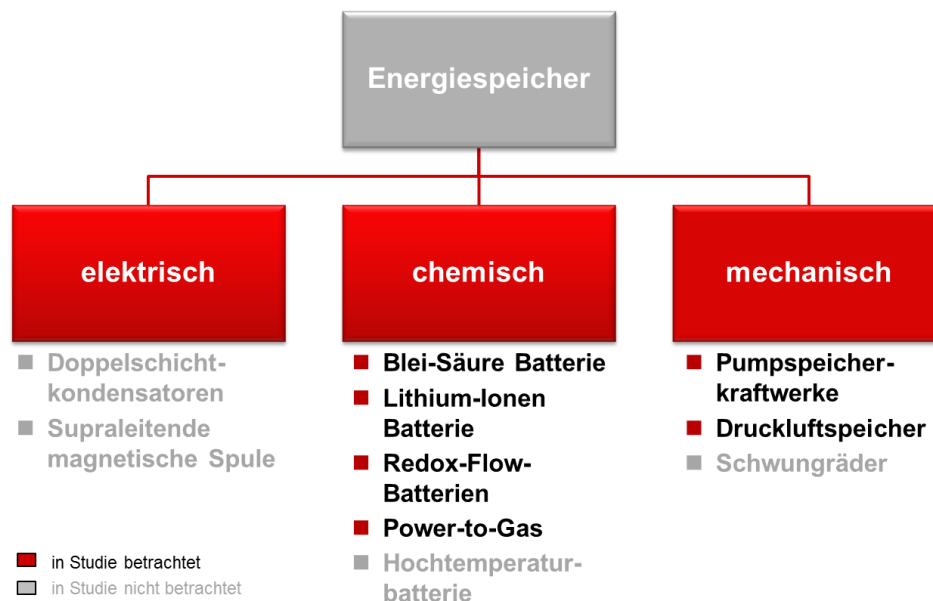 Energiespeicher
elektrisch
chemisch
mechanisch
Doppelschicht-
kondensatoren
Supraleitende
magnetische Spule
Blei-Säure Batterie
Lithium-Ionen
Batterie
Redox-Flow-
Batterien
Power-to-Gas
Hochtemperatur-
batterie
Pumpspeicher-
kraftwerke
Druckluftspeicher
Schwungräder
in Studie betrachtet
in Studie nicht betrachtet